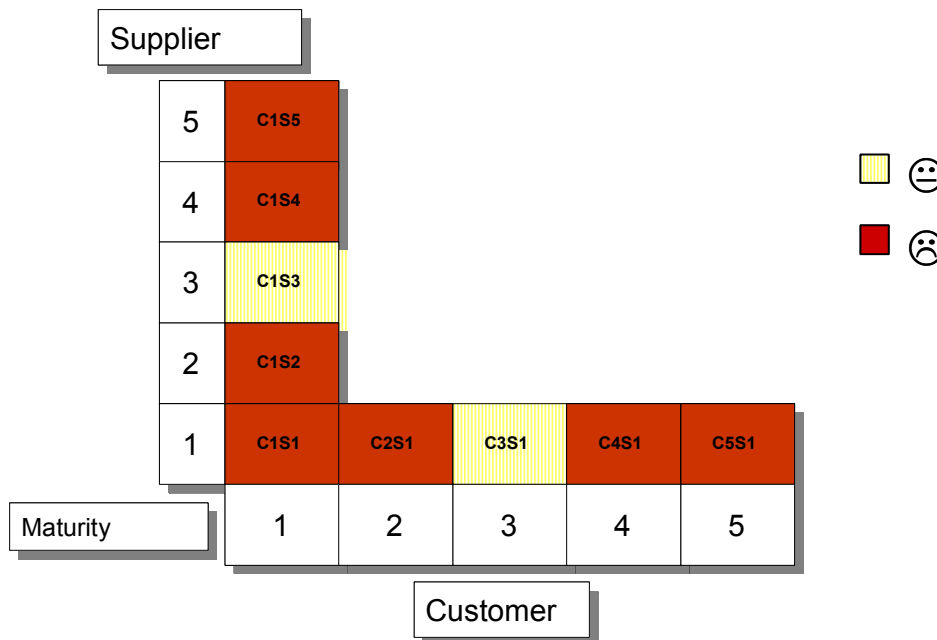 Supplier
5 C1S5
4 C1S4
3 C1S3
2 C1S2
1 C1S1 C2S1 C3S1 C4S1 C5S1
Maturity 1 2 3 4 5
Customer